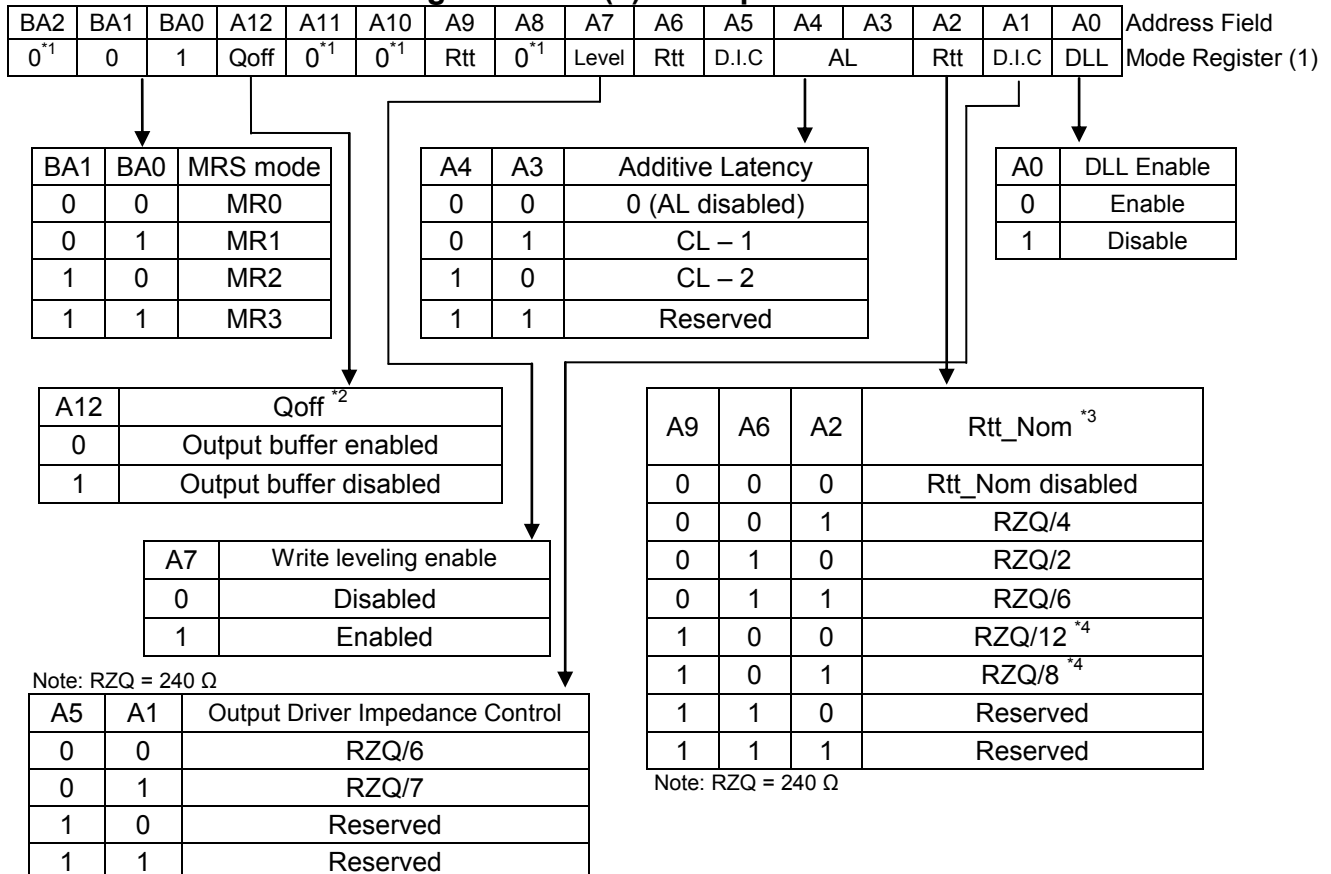 BA2 BA1 BA0 A12 A11 A10 A9 A8 A7 A6 A5 A4 A3 A2 A1 A0 Address Field
0*1 0 1 Qoff 0*1 0*1 Rtt 0*1 Level Rtt D.I.C AL Rtt D.I.C DLL Mode Register (1)
BA1 BA0 MRS mode
0 0 MR0
0 1 MR1
1 0 MR2
1 1 MR3
A4 A3 Additive Latency
0 0 0 (AL disabled)
0 1 CL – 1
1 0 CL – 2
1 1 Reserved
A0 DLL Enable
0 Enable
1 Disable
A12 Qoff *2
0 Output buffer enabled
1 Output buffer disabled
A9 A6 A2 Rtt_Nom *3
0 0 0 Rtt_Nom disabled
0 0 1 RZQ/4
0 1 0 RZQ/2
0 1 1 RZQ/6
1 0 0 RZQ/12 *4
1 0 1 RZQ/8 *4
1 1 0 Reserved
1 1 1 Reserved
Note: RZQ = 240 Ω
A7 Write leveling enable
0 Disabled
1 Enabled
Note: RZQ = 240 Ω
A5 A1 Output Driver Impedance Control
0 0 RZQ/6
0 1 RZQ/7
1 0 Reserved
1 1 Reserved